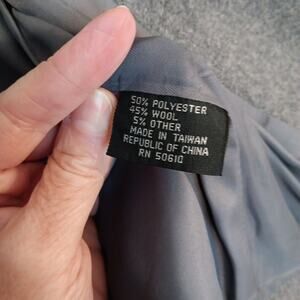 50% POLYESTER
45% WOOL
5% OTHER
MADE IN TAIWAN
REPUBLIC OF CHINA
RN 50610